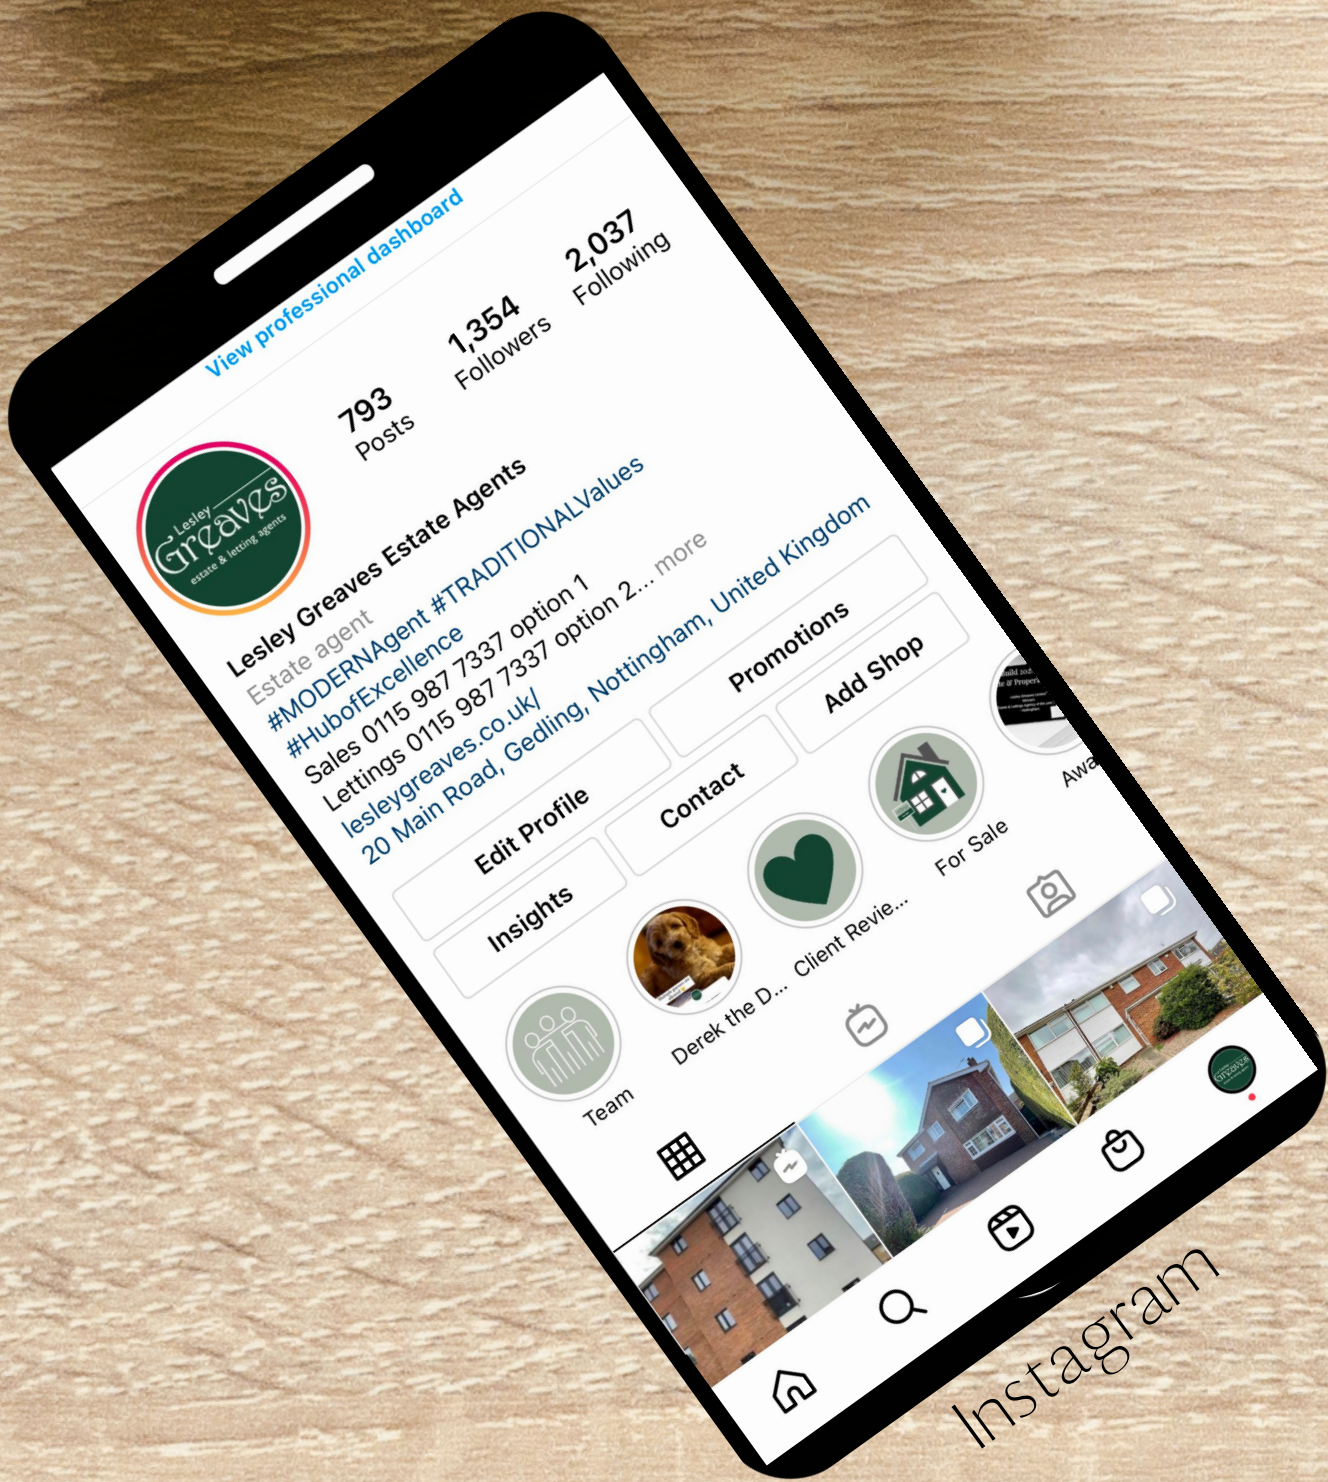 View professional dashboard
793
Posts
1,354
Followers
2,037
Following
Lesley
Greaves
estate & letting agents
Lesley Greaves Estate Agents
Estate agent
#MODERNAgent #TRADITIONALValues
#HubofExcellence
Sales 0115 987 7337 option 1
Lettings 0115 987 7337 option 2... more
lesleygreaves.co.uk/
20 Main Road, Gedling, Nottingham, United Kingdom
Edit Profile
Promotions
Insights
Contact
Add Shop
Team
Derek the D...
Client Revie...
For Sale
Awa
Greaves
Instagram